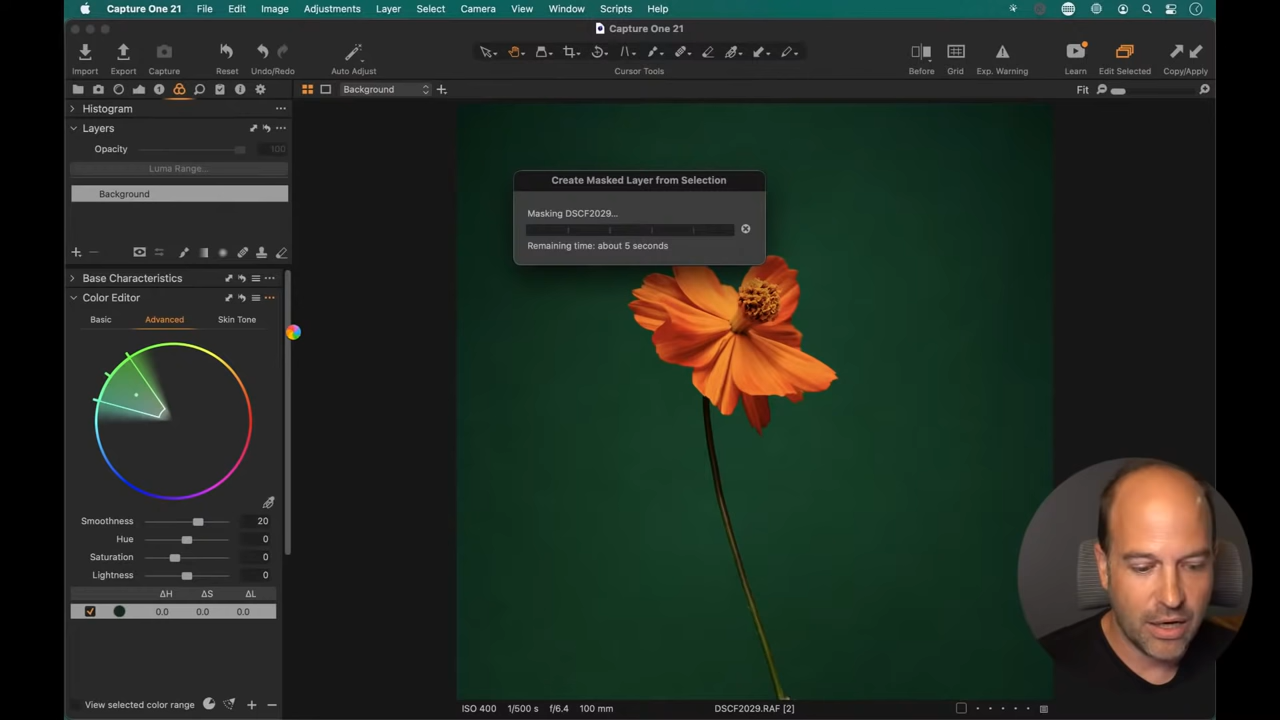 Capture One 21 File Edit Image Adjustments Layer Select Camera View Window Scripts Help
Capture One 21
Import Export Capture Reset Undo/Redo Auto Adjust Cursor Tools Before Grid Exp. Warning Learn Edit Selected Copy/Apply
Background
Fit
Histogram
Layers
Opacity 100
Luma Range...
Background
Create Masked Layer from Selection
Masking DSCF2029...
Remaining time: about 5 seconds
Base Characteristics
Color Editor
Basic Advanced Skin Tone
Smoothness 20
Hue 0
Saturation 0
Lightness 0
ΔH ΔS ΔL
0.0 0.0 0.0
View selected color range
ISO 400 1/500 s f/6.4 100 mm DSCF2029.RAF [2]